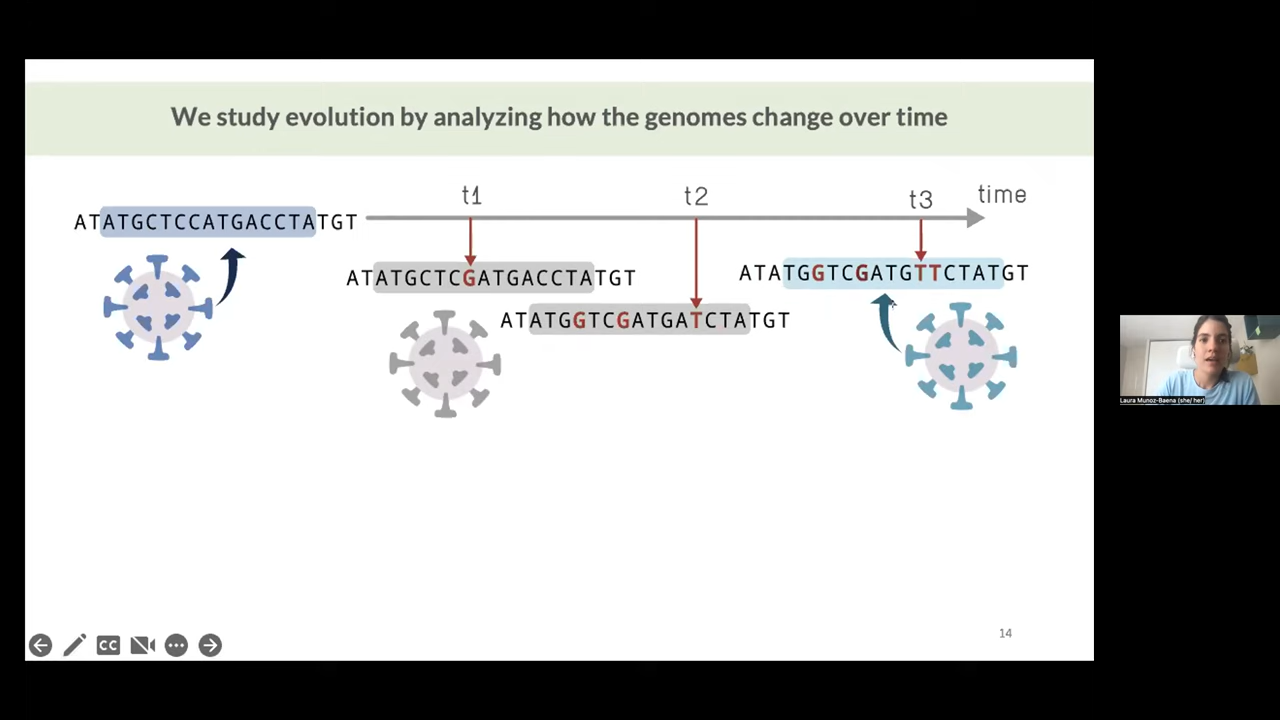 We study evolution by analyzing how the genomes change over time
t1
t2
t3
time
ATATGCTCCATGACCTATGT
ATATGCTCGATGACCTATGT
ATATGGTCGATGTTCTATGT
ATATGGTCGATGATCTATGT
CC
14
Laura Munoz-Baena (she/ her)